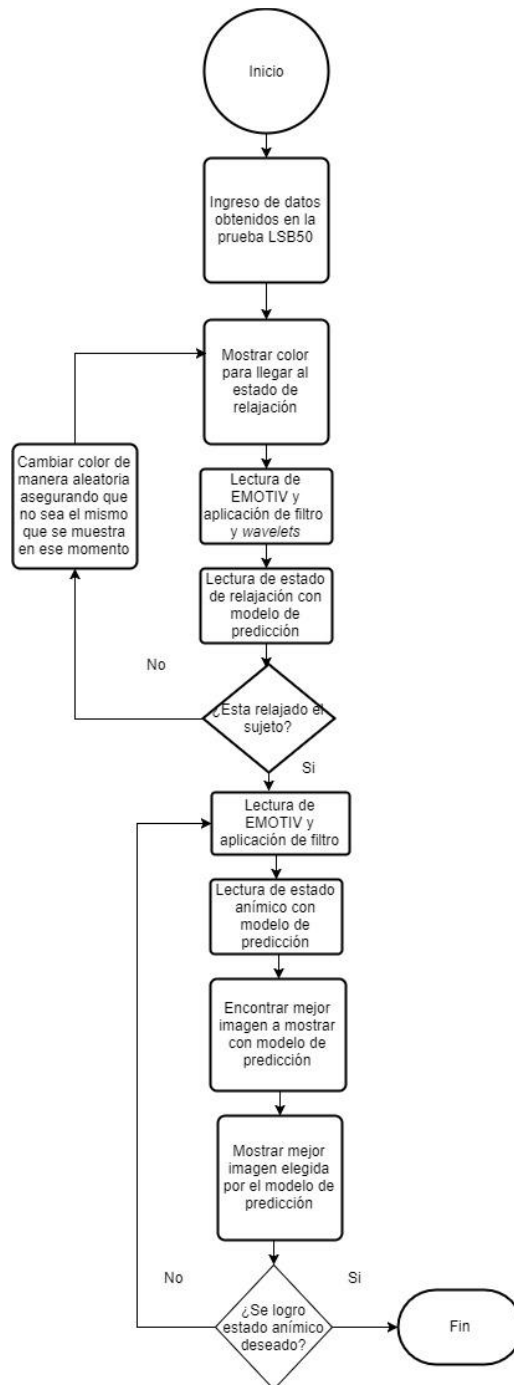 Inicio
Ingreso de datos
obtenidos en la
prueba LSB50
Mostrar color
para llegar al
estado de
relajación
Cambiar color de
manera aleatoria
asegurando que
no sea el mismo
que se muestra
en ese momento
Lectura de
EMOTIV y
aplicación de filtro
y wavelets
Lectura de estado
de relajación con
modelo de
predicción
No
¿Esta relajado el
sujeto?
Si
Lectura de
EMOTIV y
aplicación de filtro
Lectura de estado
anímico con
modelo de
predicción
Encontrar mejor
imagen a mostrar
con modelo de
predicción
Mostrar mejor
imagen elegida
por el modelo de
predicción
No
Si
¿Se logro
estado anímico
deseado?
Fin